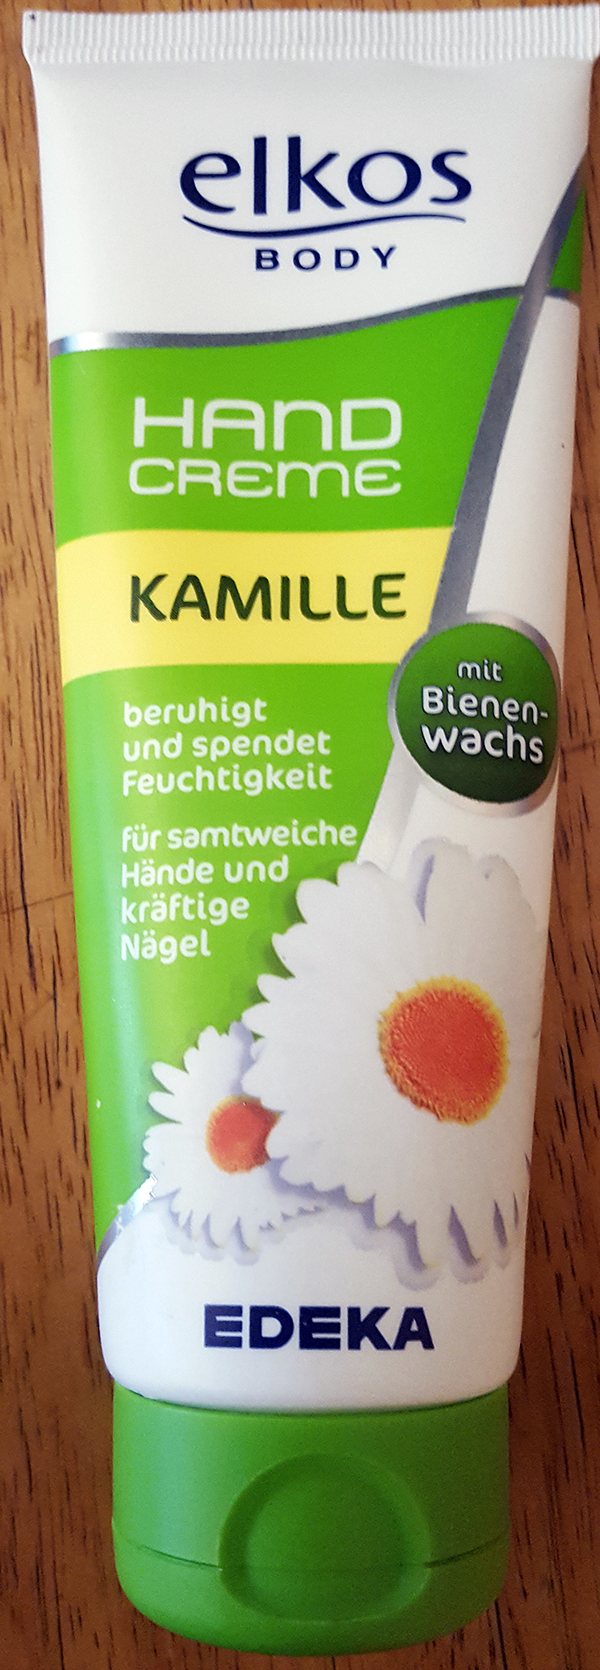 elkos
BODY
HAND
CREME
KAMILLE
mit
Bienen-
wachs
beruhigt
und spendet
Feuchtigkeit
für samtweiche
Hände und
kräftige
Nägel
EDEKA